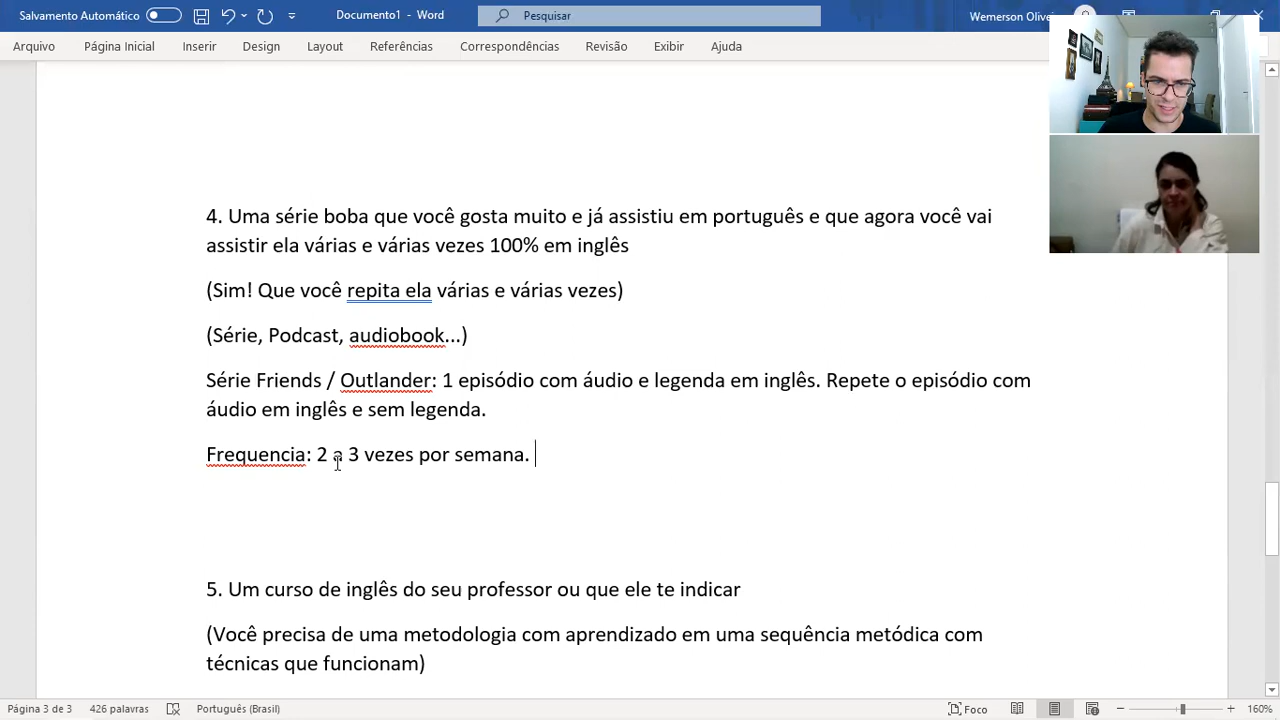 Salvamento Automático
Documento1 - Word
Pesquisar
Wemerson Olivei
Arquivo Página Inicial Inserir Design Layout Referências Correspondências Revisão Exibir Ajuda
4. Uma série boba que você gosta muito e já assistiu em português e que agora você vai
assistir ela várias e várias vezes 100% em inglês
(Sim! Que você repita ela várias e várias vezes)
(Série, Podcast, audiobook...)
Série Friends / Outlander: 1 episódio com áudio e legenda em inglês. Repete o episódio com
áudio em inglês e sem legenda.
Frequencia: 2 a 3 vezes por semana.
5. Um curso de inglês do seu professor ou que ele te indicar
(Você precisa de uma metodologia com aprendizado em uma sequência metódica com
técnicas que funcionam)
Página 3 de 3 426 palavras Português (Brasil) Foco 160%